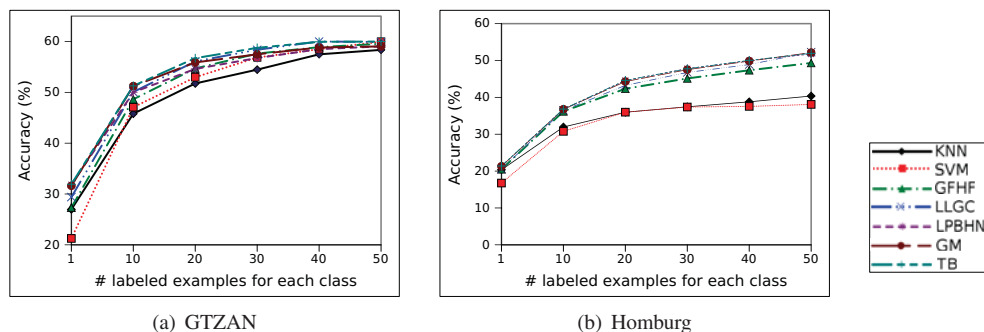 60
50
40
30
20
Accuracy (%)
1
10
20
30
40
50
# labeled examples for each class
(a) GTZAN
60
50
40
30
20
10
0
Accuracy (%)
1
10
20
30
40
50
# labeled examples for each class
(b) Homburg
KNN
SVM
GFHF
LLGC
LPBHN
GM
TB